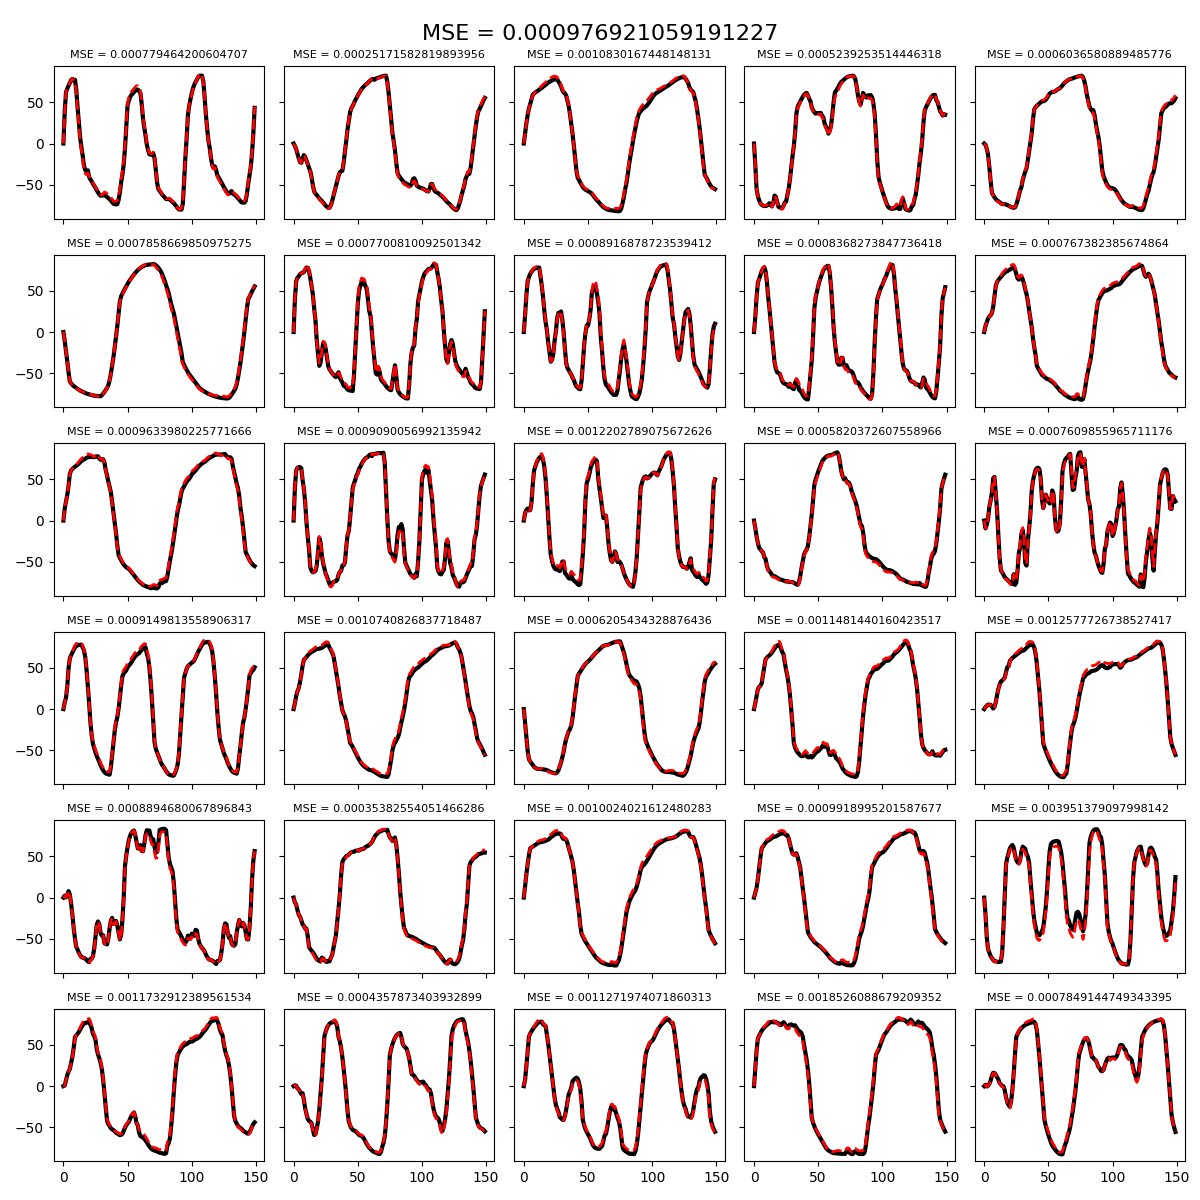 MSE = 0.000976921059191227
MSE = 0.000779464200604707 MSE = 0.00025171582819893956 MSE = 0.0010830167448148131 MSE = 0.0005239253514446318 MSE = 0.0006036580889485776
50
0
−50
MSE = 0.0007858669850975275 MSE = 0.0007700810092501342 MSE = 0.0008916878723539412 MSE = 0.0008368273847736418 MSE = 0.000767382385674864
50
0
−50
MSE = 0.0009633980225771666 MSE = 0.0009090056992135942 MSE = 0.0012202789075672626 MSE = 0.0005820372607558966 MSE = 0.0007609855965711176
50
0
−50
MSE = 0.0009149813558906317 MSE = 0.0010740826837718487 MSE = 0.0006205434328876436 MSE = 0.0011481440160423517 MSE = 0.0012577726738527417
50
0
−50
MSE = 0.0008894680067896843 MSE = 0.00035382554051466286 MSE = 0.0010024021612480283 MSE = 0.0009918995201587677 MSE = 0.003951379097998142
50
0
−50
MSE = 0.0011732912389561534 MSE = 0.0004357873403932899 MSE = 0.0011271974071860313 MSE = 0.0018526088679209352 MSE = 0.0007849144749343395
50
0
−50
0 50 100 150 0 50 100 150 0 50 100 150 0 50 100 150 0 50 100 150